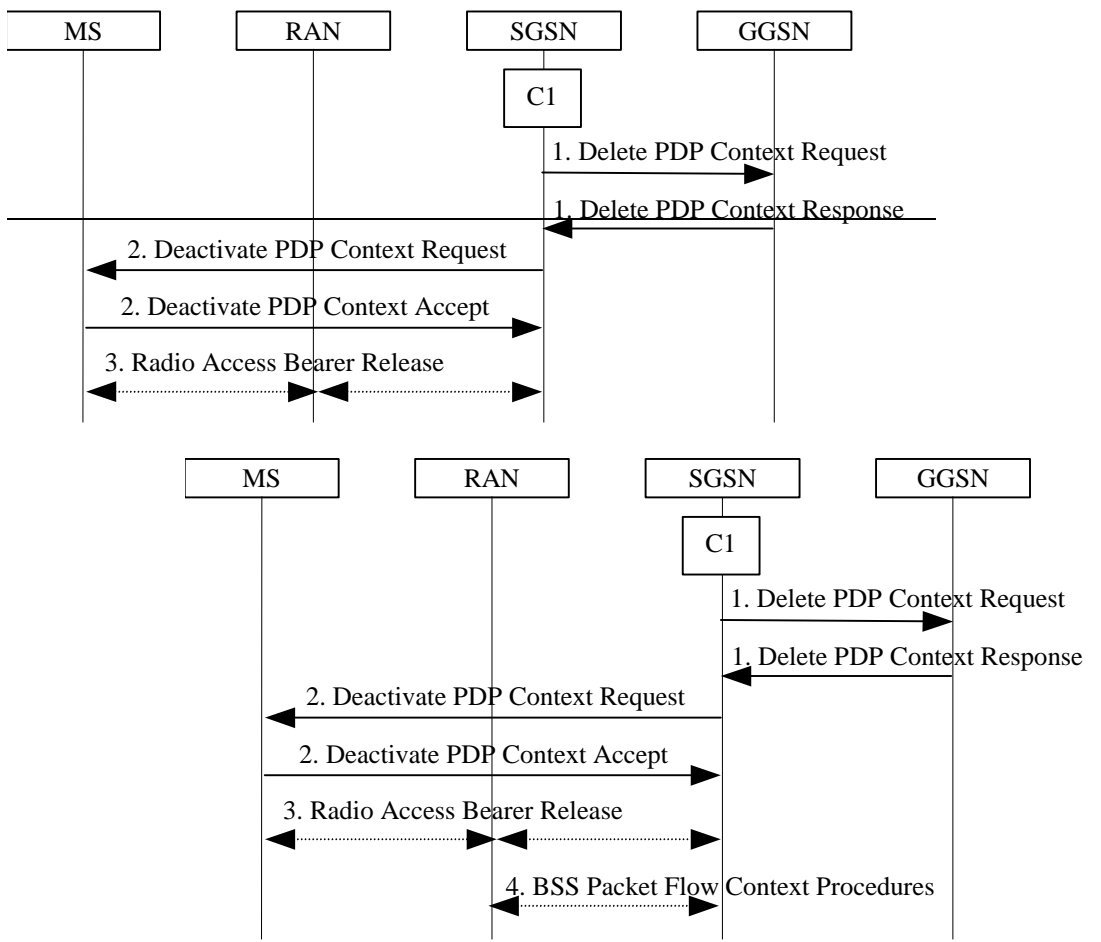 MS RAN SGSN GGSN
C1
1. Delete PDP Context Request
1. Delete PDP Context Response
2. Deactivate PDP Context Request
2. Deactivate PDP Context Accept
3. Radio Access Bearer Release
MS RAN SGSN GGSN
C1
1. Delete PDP Context Request
1. Delete PDP Context Response
2. Deactivate PDP Context Request
2. Deactivate PDP Context Accept
3. Radio Access Bearer Release
4. BSS Packet Flow Context Procedures